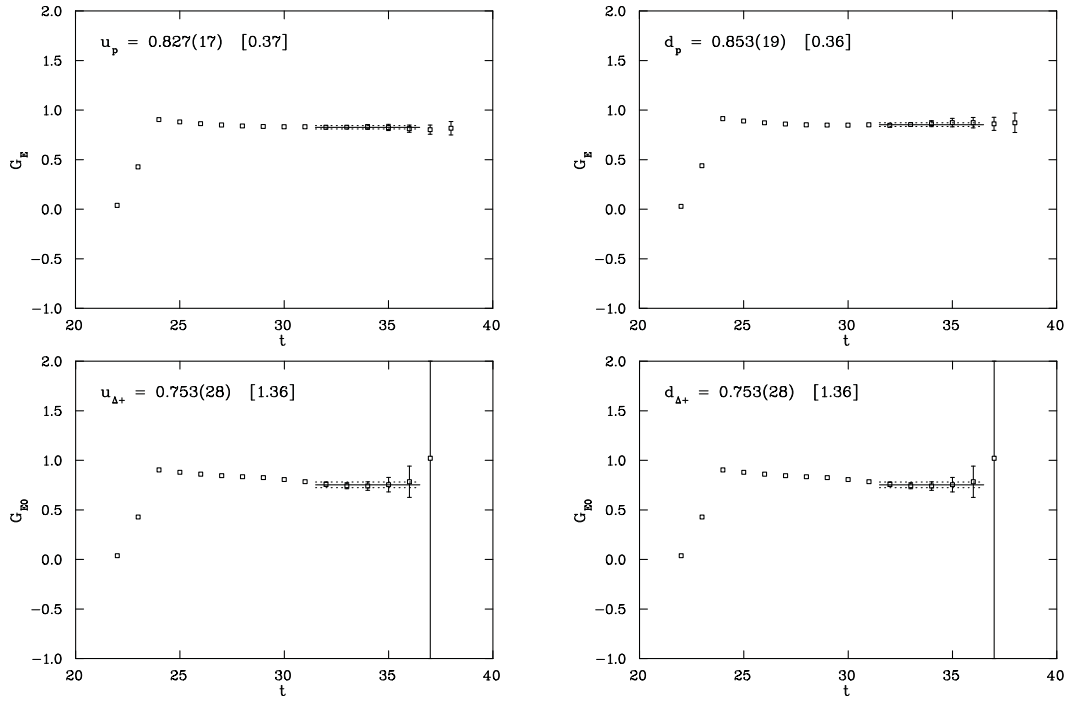 2.0
1.5
1.0
0.5
0.0
−0.5
−1.0
G_E
u_p = 0.827(17) [0.37]
20 25 30 35 40
t
2.0
1.5
1.0
0.5
0.0
−0.5
−1.0
G_E
d_p = 0.853(19) [0.36]
20 25 30 35 40
t
2.0
1.5
1.0
0.5
0.0
−0.5
−1.0
G_E0
u_Δ+ = 0.753(28) [1.36]
20 25 30 35 40
t
2.0
1.5
1.0
0.5
0.0
−0.5
−1.0
G_E0
d_Δ+ = 0.753(28) [1.36]
20 25 30 35 40
t